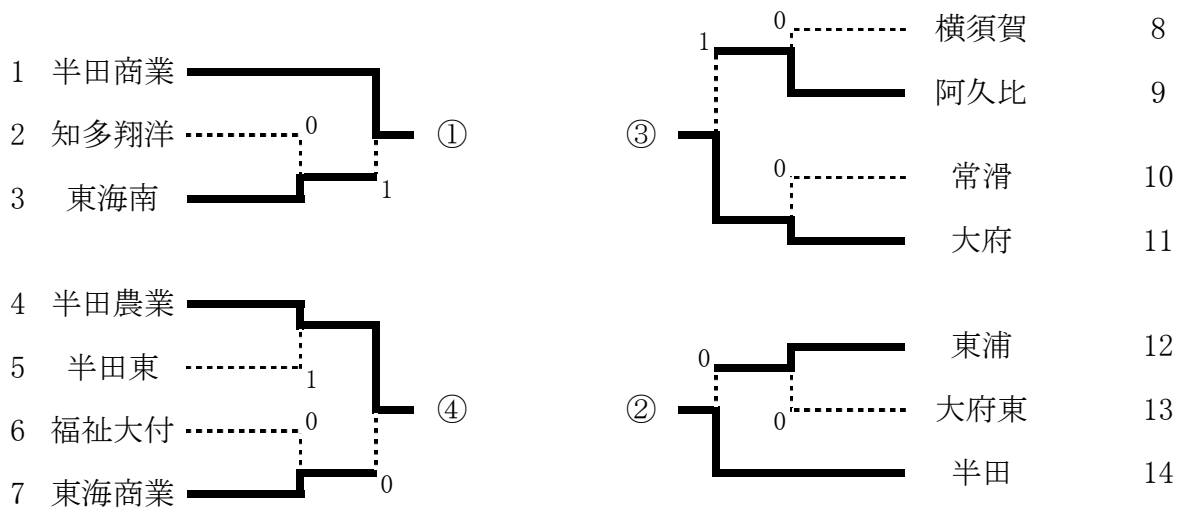 1 半田商業
2 知多翔洋 0 ①
3 東海南 1
4 半田農業
5 半田東 1
6 福祉大付 0 ④
7 東海商業 0
0 横須賀 8
1 阿久比 9
③
0 常滑 10
大府 11
0 東浦 12
② 0 大府東 13
半田 14